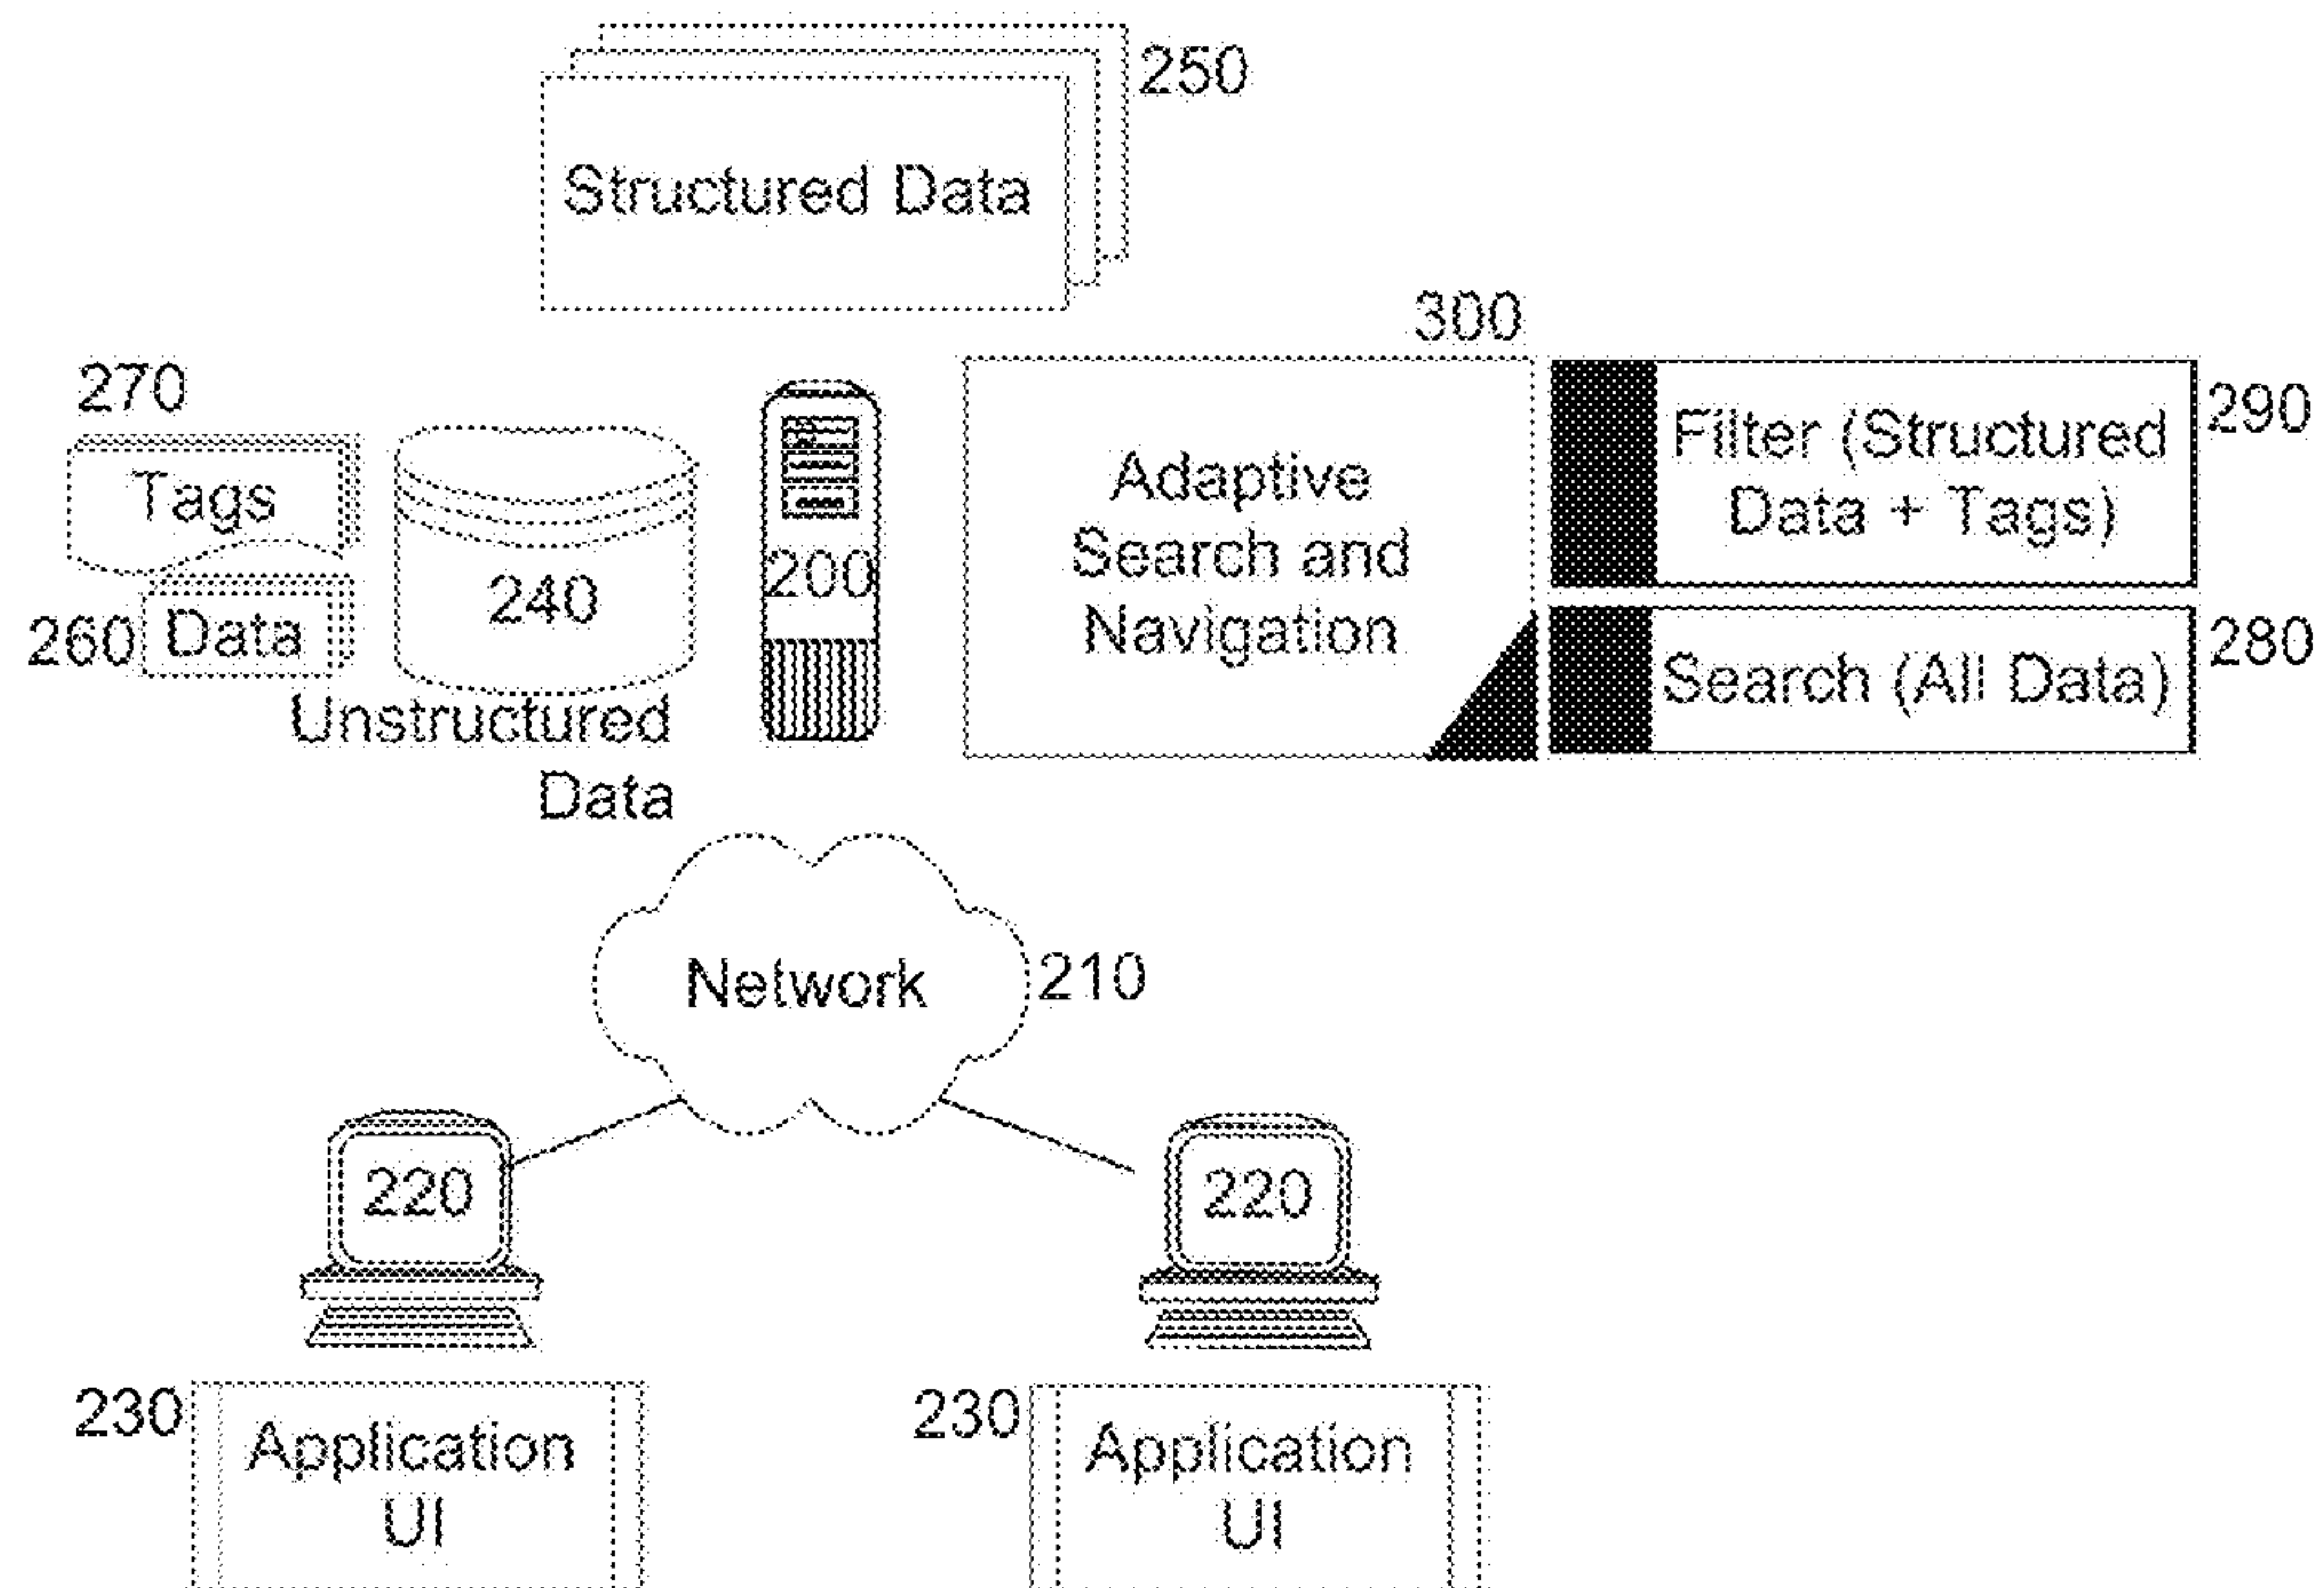 250
Structured Data
300
270
Tags
240
200
260
Data
Unstructured
Data
Adaptive
Search and
Navigation
Filter (Structured
Data + Tags)
290
Search (All Data)
280
Network
210
220
220
230
Application
UI
230
Application
UI